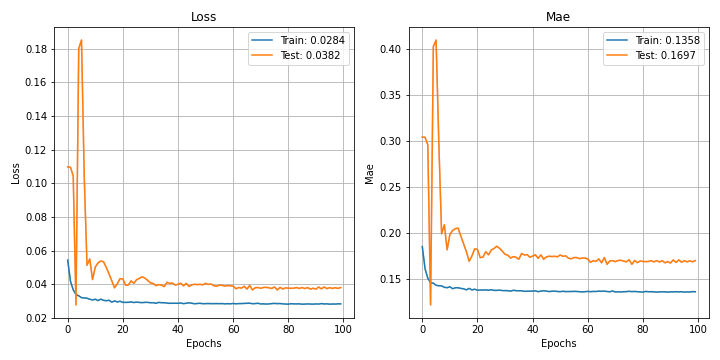 Loss
Loss
0.18
0.16
0.14
0.12
0.10
0.08
0.06
0.04
0.02
0 20 40 60 80 100
Epochs
Train: 0.0284
Test: 0.0382
Mae
Mae
0.40
0.35
0.30
0.25
0.20
0.15
0 20 40 60 80 100
Epochs
Train: 0.1358
Test: 0.1697